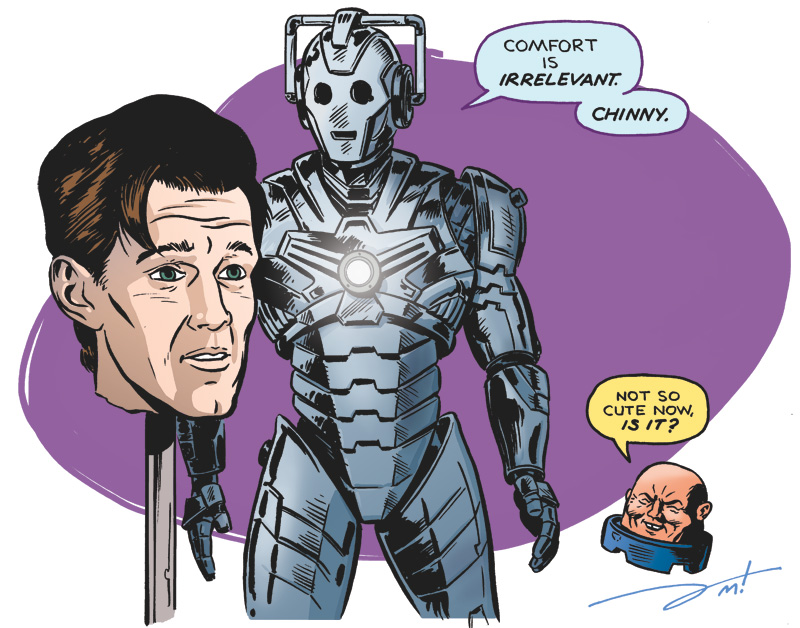 COMFORT
IS
IRRELEVANT.
CHINNY.
NOT SO
CUTE NOW,
IS IT?